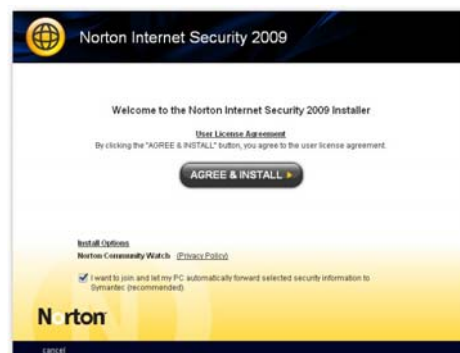 Norton Internet Security 2009
Welcome to the Norton Internet Security 2009 Installer
User License Agreement
By clicking the "AGREE & INSTALL" button, you agree to the user license agreement.
AGREE & INSTALL
Install Options
Norton Community Watch (Privacy Policy)
I want to join and let my PC automatically forward selected security information to
Symantec (recommended).
Norton
cancel